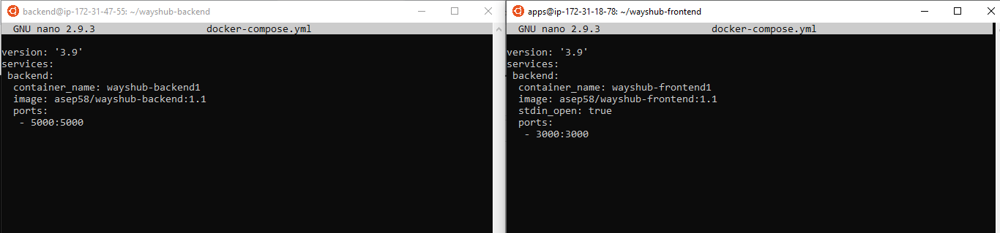 backend@ip-172-31-47-55: ~/wayshub-backend
GNU nano 2.9.3 docker-compose.yml
version: '3.9'
services:
 backend:
  container_name: wayshub-backend1
  image: asep58/wayshub-backend:1.1
  ports:
   - 5000:5000
apps@ip-172-31-18-78: ~/wayshub-frontend
GNU nano 2.9.3 docker-compose.yml
version: '3.9'
services:
 backend:
  container_name: wayshub-frontend1
  image: asep58/wayshub-frontend:1.1
  stdin_open: true
  ports:
   - 3000:3000